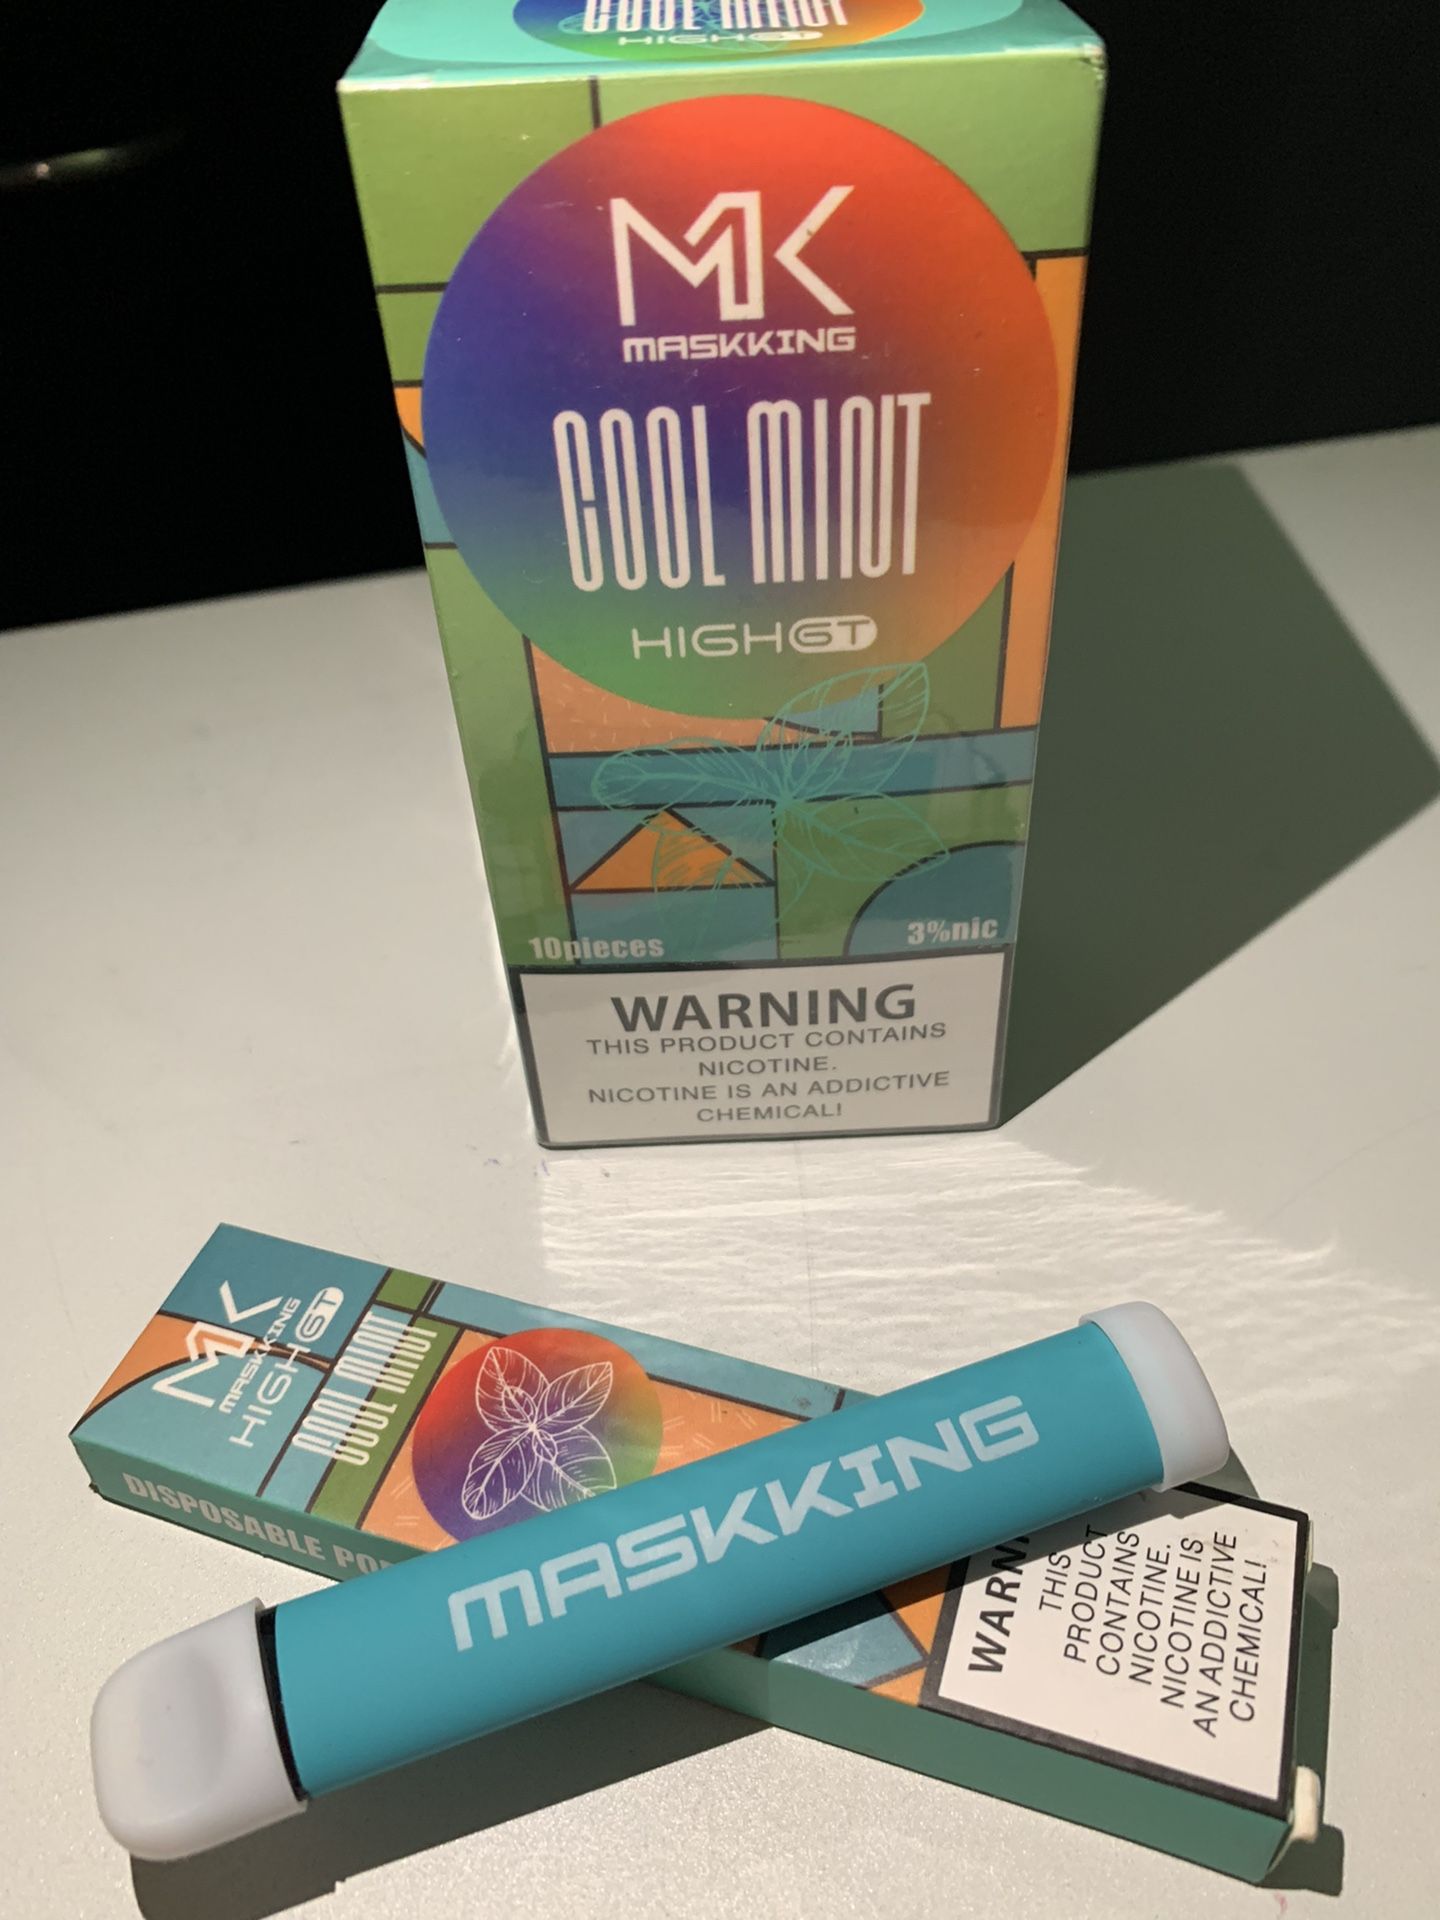 COOL MINT
HIGH GT
MK
MASKKING
COOL MINT
HIGH GT
10pieces
3%nic
WARNING
THIS PRODUCT CONTAINS
NICOTINE.
NICOTINE IS AN ADDICTIVE
CHEMICAL!
MK
MASKKING
HIGH GT
COOL MINT
DISPOSABLE
MASKKING
THIS
PRODUCT
CONTAINS
NICOTINE.
NICOTINE IS
AN ADDICTIVE
CHEMICAL!